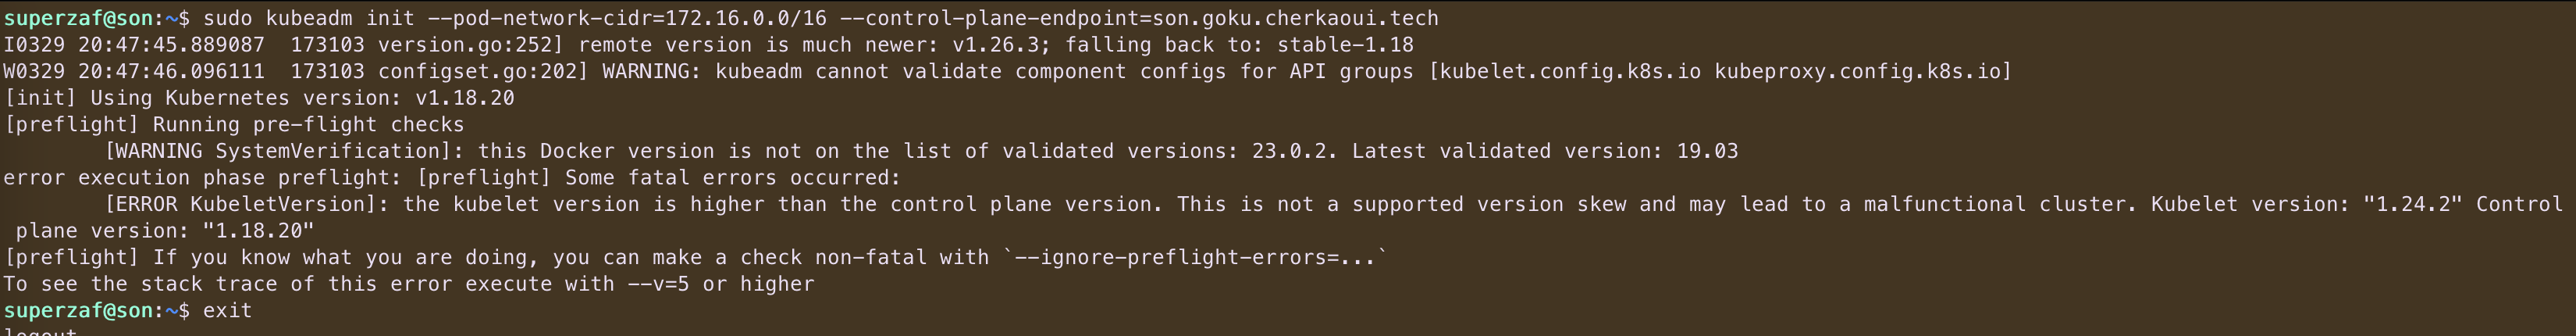 superzaf@son:~$ sudo kubeadm init --pod-network-cidr=172.16.0.0/16 --control-plane-endpoint=son.goku.cherkaoui.tech
I0329 20:47:45.889087  173103 version.go:252] remote version is much newer: v1.26.3; falling back to: stable-1.18
W0329 20:47:46.096111  173103 configset.go:202] WARNING: kubeadm cannot validate component configs for API groups [kubelet.config.k8s.io kubeproxy.config.k8s.io]
[init] Using Kubernetes version: v1.18.20
[preflight] Running pre-flight checks
        [WARNING SystemVerification]: this Docker version is not on the list of validated versions: 23.0.2. Latest validated version: 19.03
error execution phase preflight: [preflight] Some fatal errors occurred:
        [ERROR KubeletVersion]: the kubelet version is higher than the control plane version. This is not a supported version skew and may lead to a malfunctional cluster. Kubelet version: "1.24.2" Control
 plane version: "1.18.20"
[preflight] If you know what you are doing, you can make a check non-fatal with `--ignore-preflight-errors=...`
To see the stack trace of this error execute with --v=5 or higher
superzaf@son:~$ exit
logout